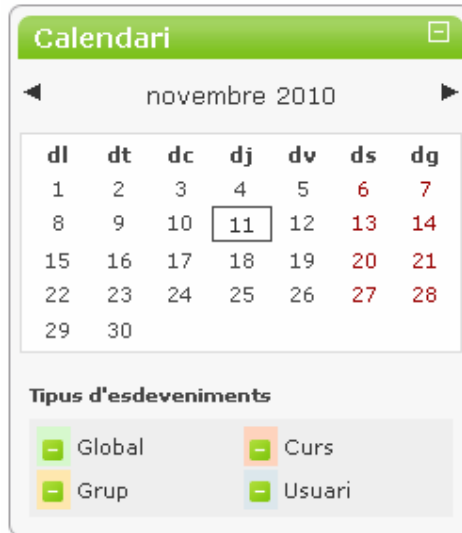 Calendari
novembre 2010
dl dt dc dj dv ds dg
1 2 3 4 5 6 7
8 9 10 11 12 13 14
15 16 17 18 19 20 21
22 23 24 25 26 27 28
29 30
Tipus d'esdeveniments
Global Curs
Grup Usuari